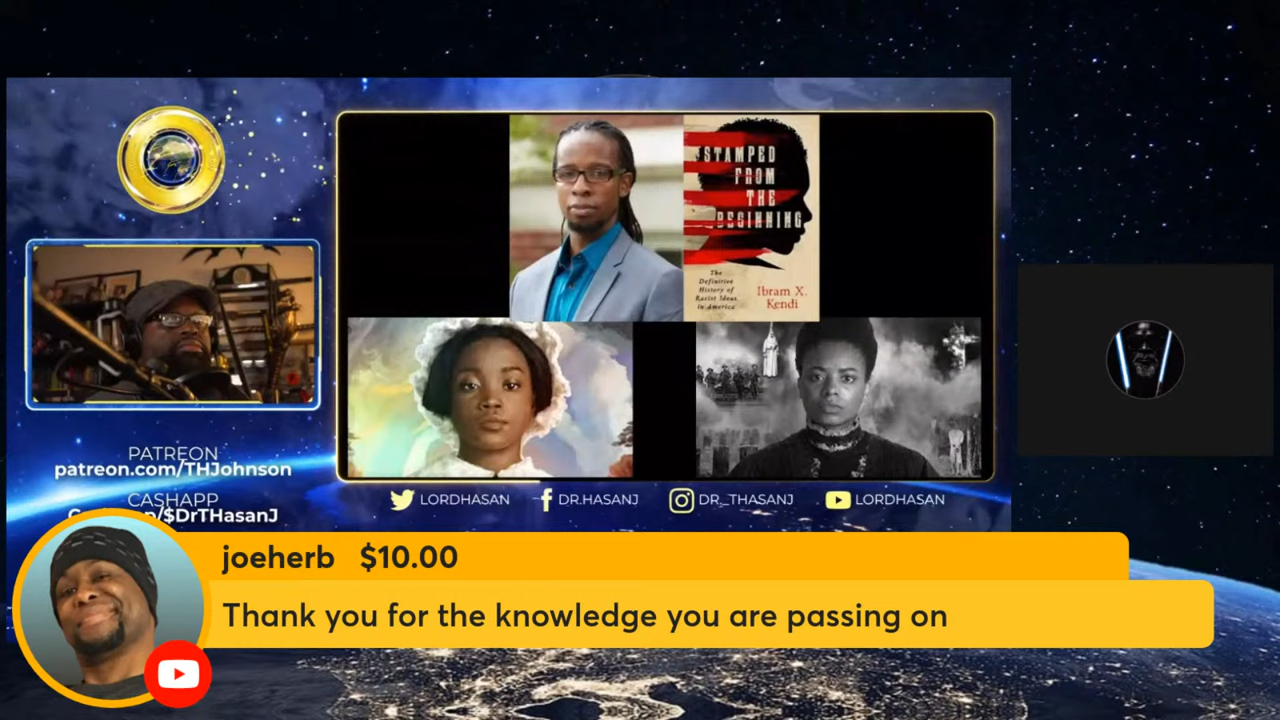 STAMPED
FROM
THE
BEGINNING
The
Definitive
History of
Racist Ideas
in America
Ibram X.
Kendi
PATREON
patreon.com/THJohnson
CASHAPP
/$DrTHasanJ
LORDHASAN
DR.HASANJ
DR_THASANJ
LORDHASAN
joeherb $10.00
Thank you for the knowledge you are passing on